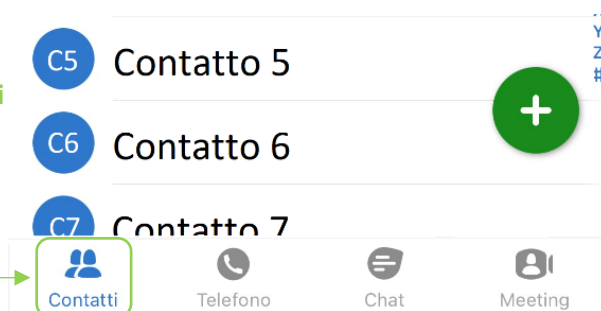 Y
Z
#
C5 Contatto 5
i
C6 Contatto 6
C7 Contatto 7
Contatti Telefono Chat Meeting